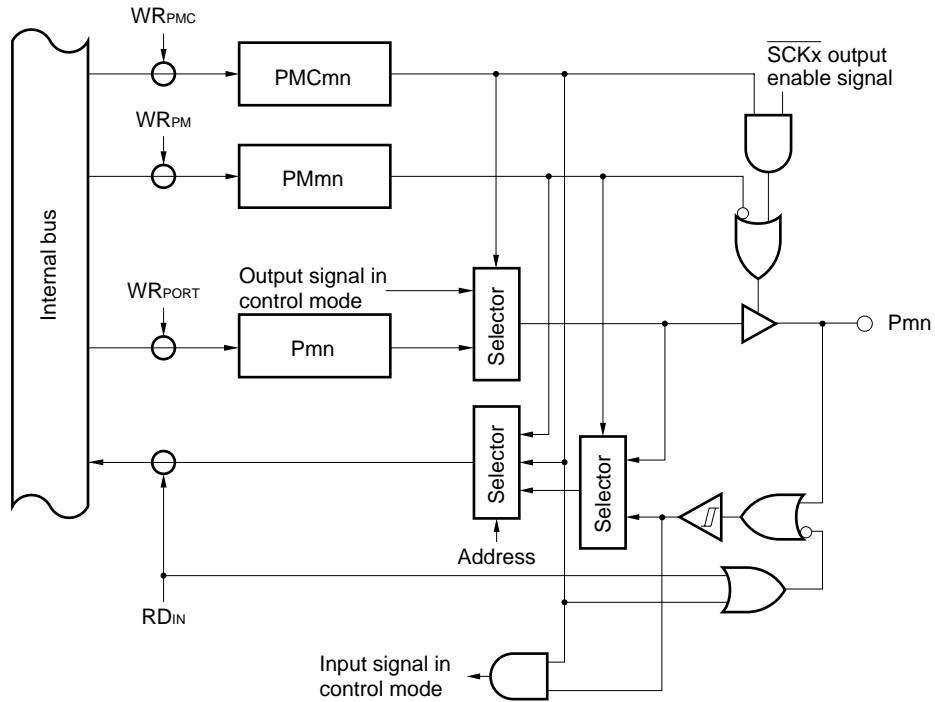 WRPMC
SCKx output
enable signal
PMCmn
WRPM
PMmn
Internal bus
Output signal in
control mode
WRPORT
Selector
Pmn
Pmn
Selector
Selector
Address
RDIN
Input signal in
control mode